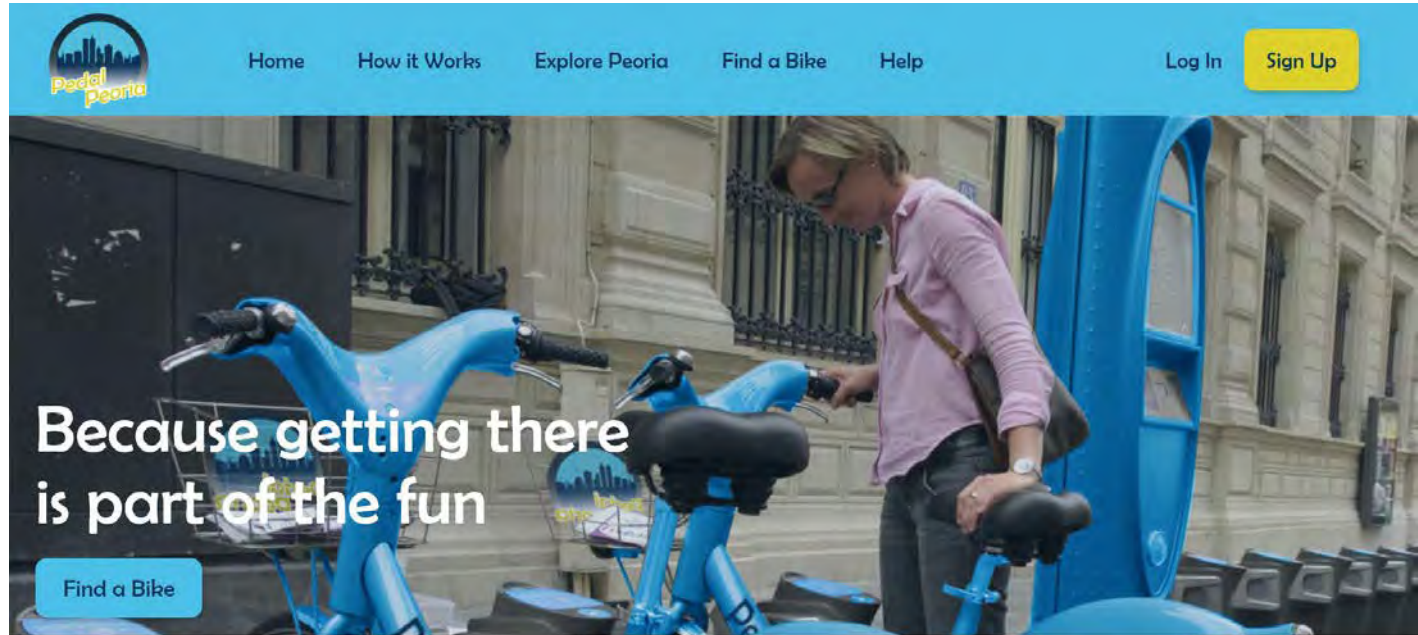 Pedal
Peoria
Home
How it Works
Explore Peoria
Find a Bike
Help
Log In
Sign Up
Because getting there
is part of the fun
Find a Bike